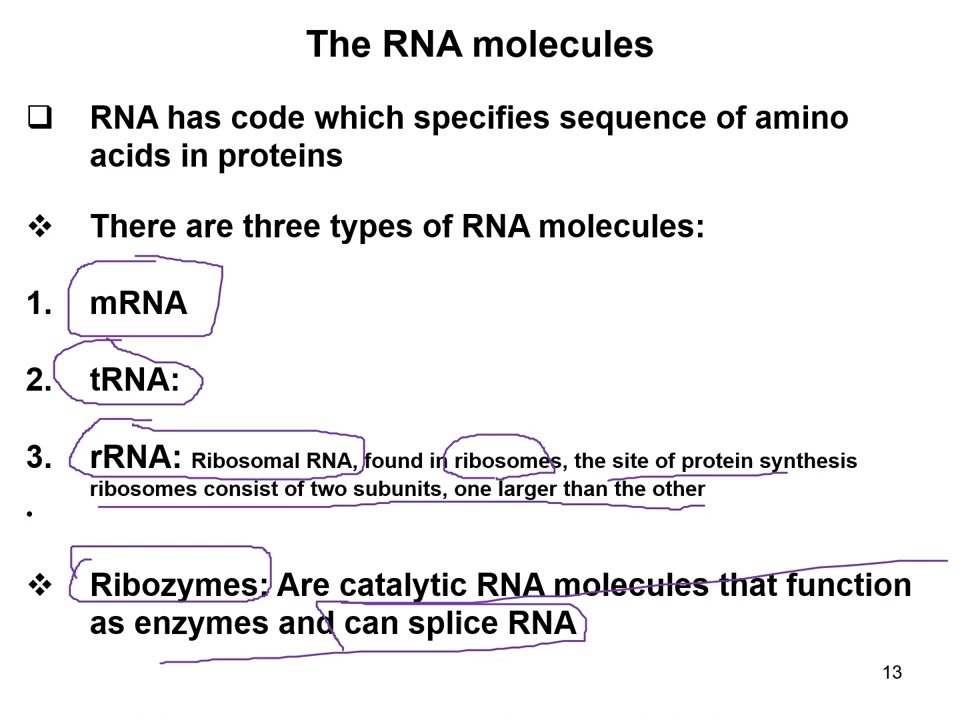 The RNA molecules
❑ RNA has code which specifies sequence of amino
acids in proteins
❖ There are three types of RNA molecules:
1. mRNA
2. tRNA:
3. rRNA: Ribosomal RNA, found in ribosomes, the site of protein synthesis
ribosomes consist of two subunits, one larger than the other
•
❖ Ribozymes: Are catalytic RNA molecules that function
as enzymes and can splice RNA
13